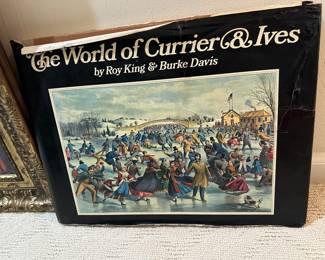 The World of Currier & Ives
by Roy King & Burke Davis